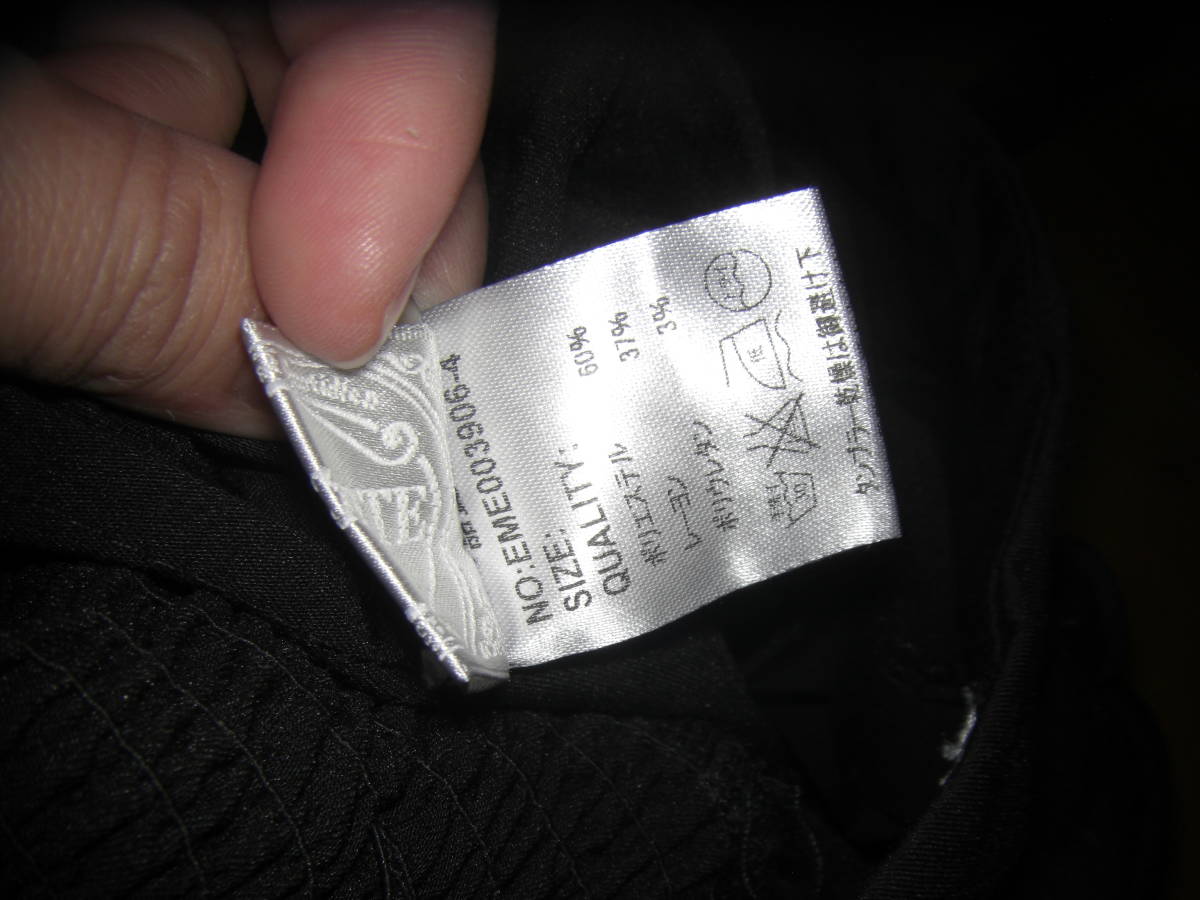 NO:EME003906-4
SIZE:
QUALITY:
ポリエステル 60%
レーヨン 37%
ポリウレタン 3%
低
タンブラー乾燥は御避け下